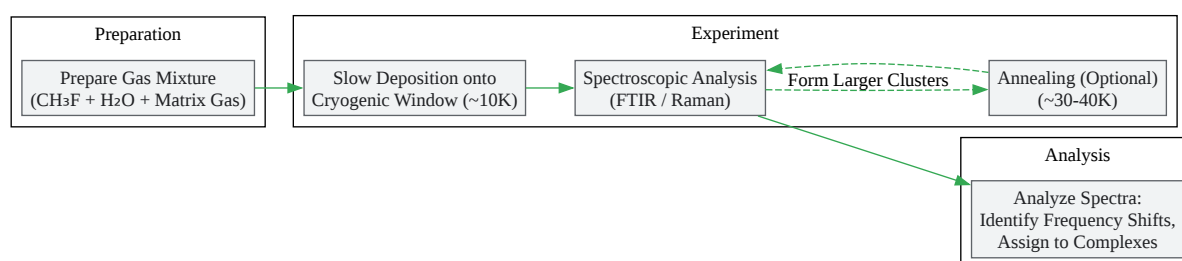 Preparation
Prepare Gas Mixture
(CH₃F + H₂O + Matrix Gas)
Experiment
Slow Deposition onto
Cryogenic Window (~10K)
Spectroscopic Analysis
(FTIR / Raman)
Form Larger Clusters
Annealing (Optional)
(~30-40K)
Analysis
Analyze Spectra:
Identify Frequency Shifts,
Assign to Complexes